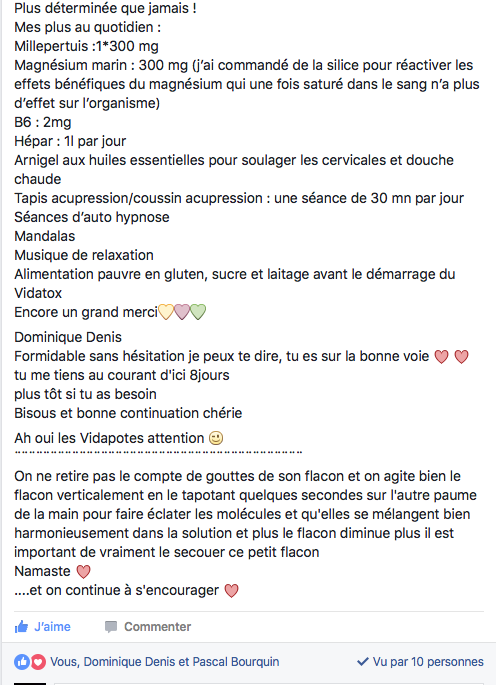 Plus déterminée que jamais !
Mes plus au quotidien :
Millepertuis :1*300 mg
Magnésium marin : 300 mg (j'ai commandé de la silice pour réactiver les
effets bénéfiques du magnésium qui une fois saturé dans le sang n'a plus
d'effet sur l'organisme)
B6 : 2mg
Hépar : 1l par jour
Arnigel aux huiles essentielles pour soulager les cervicales et douche
chaude
Tapis acupression/coussin acupression : une séance de 30 mn par jour
Séances d'auto hypnose
Mandalas
Musique de relaxation
Alimentation pauvre en gluten, sucre et laitage avant le démarrage du
Vidatox
Encore un grand merci💛💜💚
Dominique Denis
Formidable sans hésitation je peux te dire, tu es sur la bonne voie ❤️ ❤️
tu me tiens au courant d'ici 8jours
plus tôt si tu as besoin
Bisous et bonne continuation chérie
Ah oui les Vidapotes attention 😉
¨¨¨¨¨¨¨¨¨¨¨¨¨¨¨¨¨¨¨¨¨¨¨¨¨¨¨¨¨¨¨¨¨¨¨¨¨¨¨¨
On ne retire pas le compte de gouttes de son flacon et on agite bien le
flacon verticalement en le tapotant quelques secondes sur l'autre paume
de la main pour faire éclater les molécules et qu'elles se mélangent bien
harmonieusement dans la solution et plus le flacon diminue plus il est
important de vraiment le secouer ce petit flacon
Namaste ❤️
....et on continue à s'encourager ❤️
J'aime Commenter
Vous, Dominique Denis et Pascal Bourquin ✓ Vu par 10 personnes